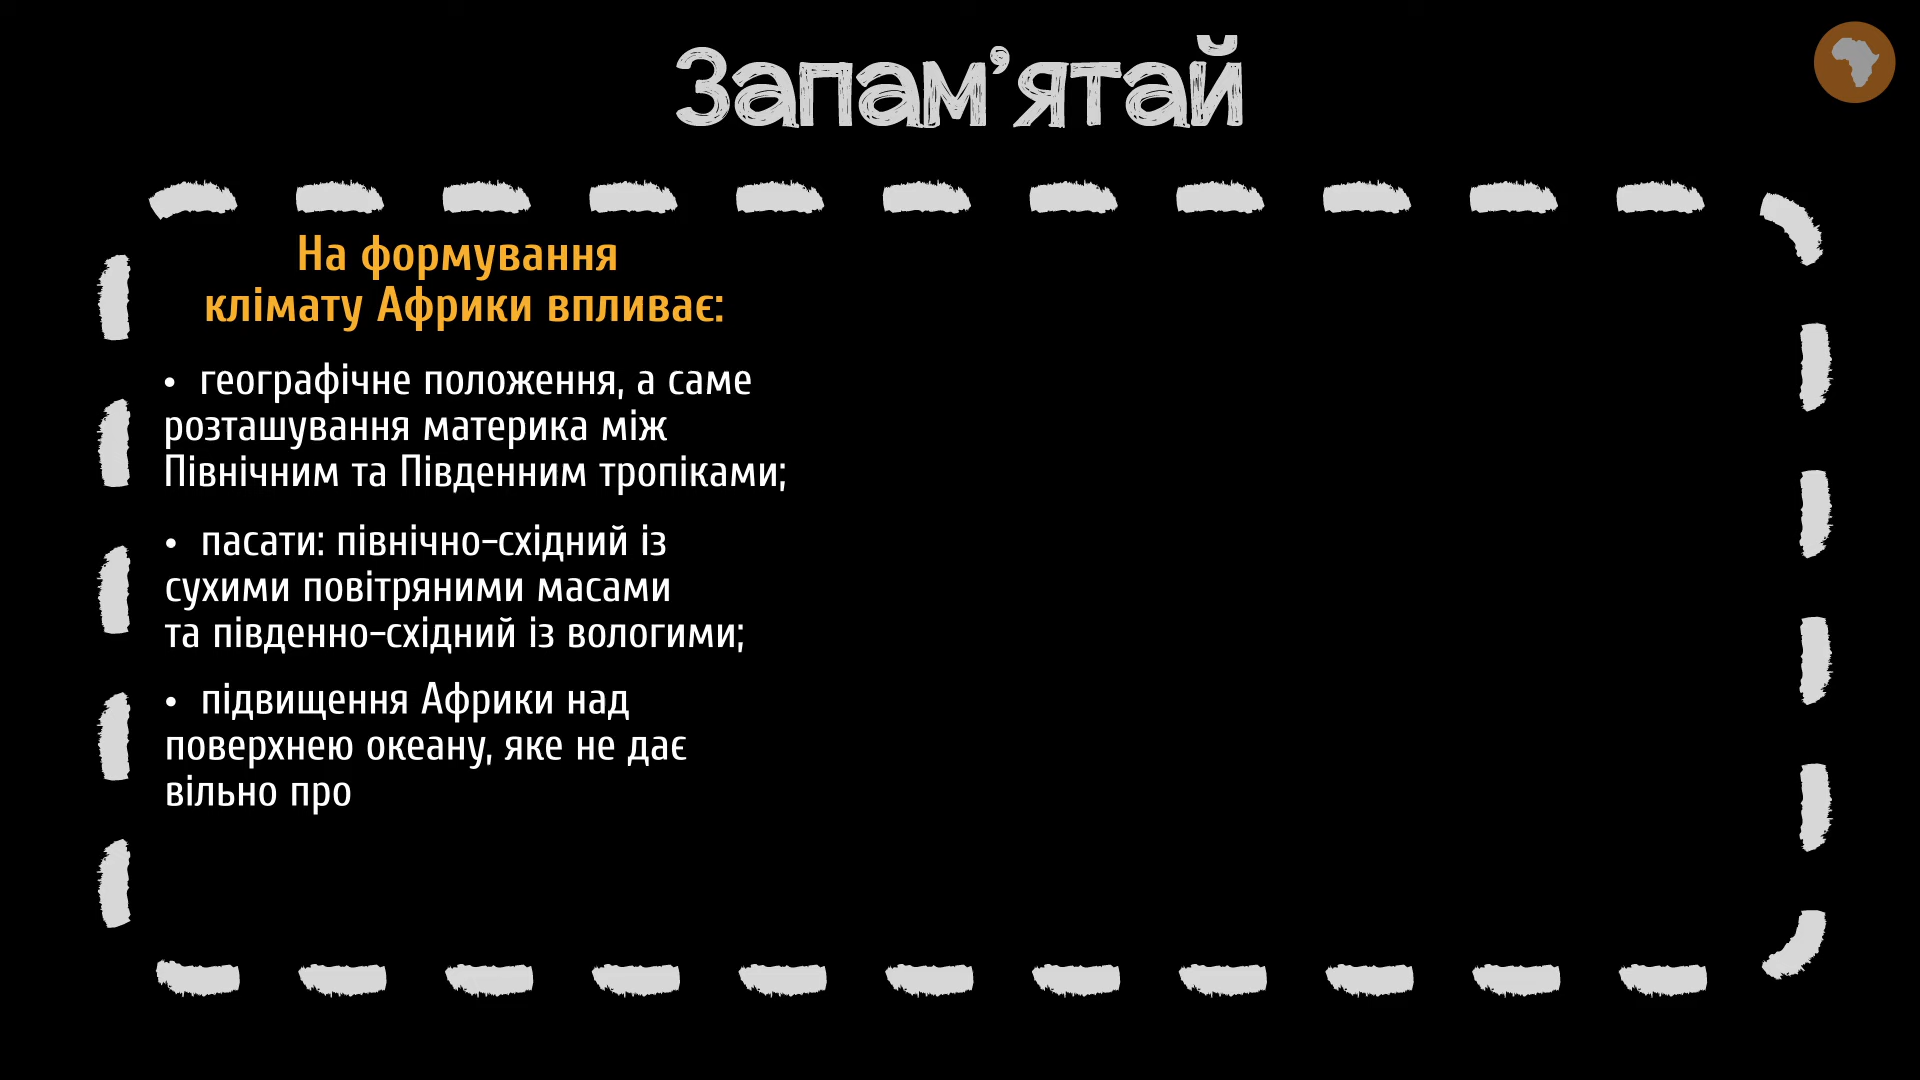 Запам’ятай
На формування
клімату Африки впливає:
• географічне положення, а саме
розташування материка між
Північним та Південним тропіками;
• пасати: північно-східний із
сухими повітряними масами
та південно-східний із вологими;
• підвищення Африки над
поверхнею океану, яке не дає
вільно про